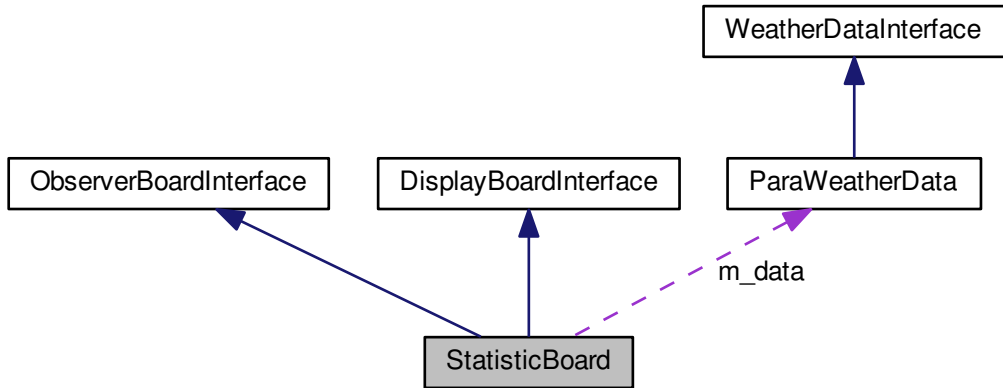 WeatherDataInterface
ObserverBoardInterface
DisplayBoardInterface
ParaWeatherData
m_data
StatisticBoard